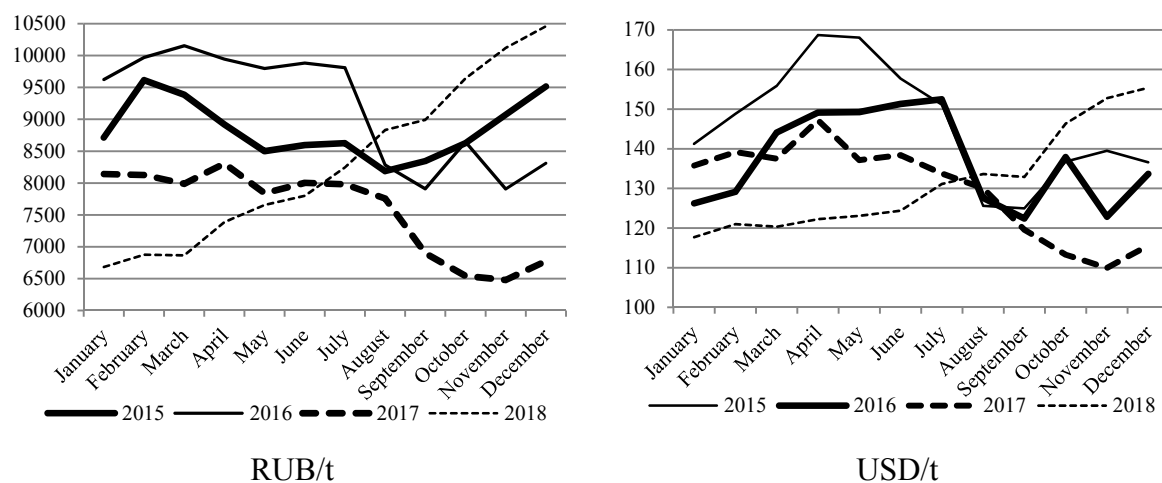 10500
10000
9500
9000
8500
8000
7500
7000
6500
6000
January
February
March
April
May
June
July
August
September
October
November
December
2015 2016 2017 2018
RUB/t
170
160
150
140
130
120
110
100
January
February
March
April
May
June
July
August
September
October
November
December
2015 2016 2017 2018
USD/t